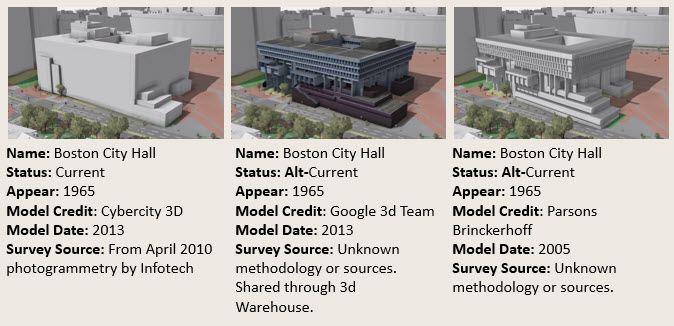 Name: Boston City Hall
Status: Current
Appear: 1965
Model Credit: Cybercity 3D
Model Date: 2013
Survey Source: From April 2010
photogrammetry by Infotech
Name: Boston City Hall
Status: Alt-Current
Appear: 1965
Model Credit: Google 3d Team
Model Date: 2013
Survey Source: Unknown
methodology or sources.
Shared through 3d
Warehouse.
Name: Boston City Hall
Status: Alt-Current
Appear: 1965
Model Credit: Parsons
Brinckerhoff
Model Date: 2005
Survey Source: Unknown
methodology or sources.